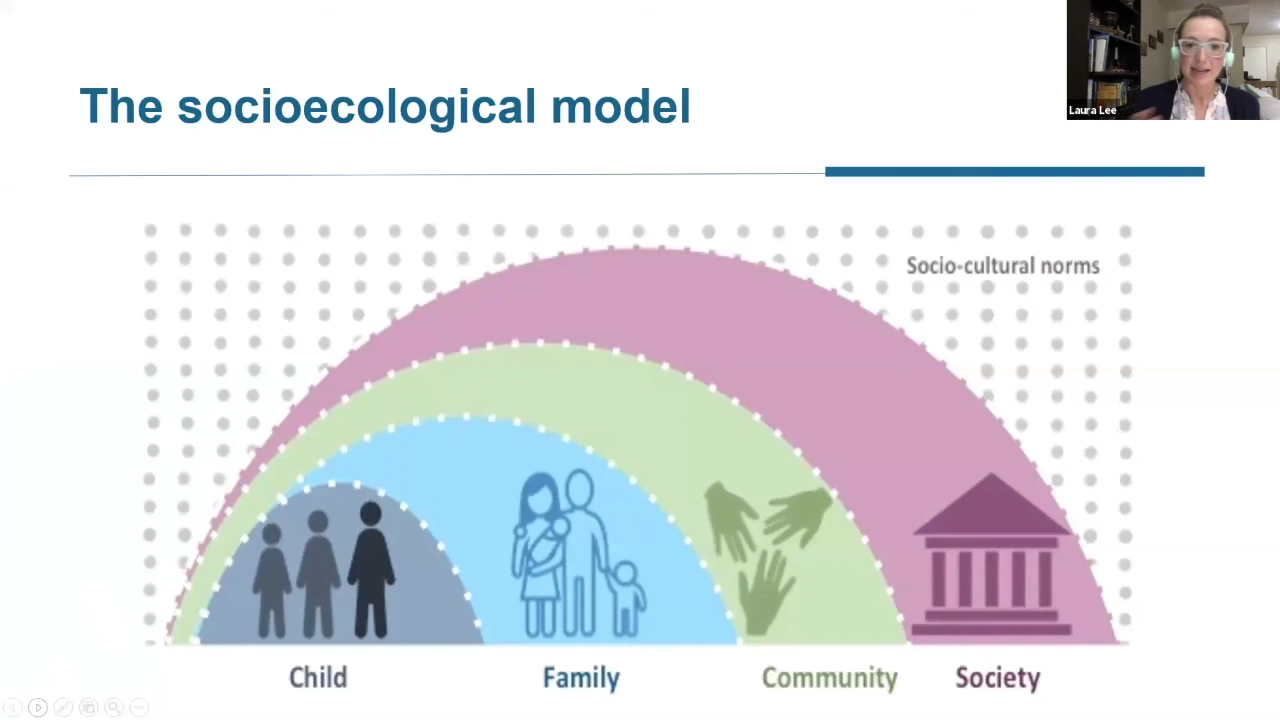 The socioecological model
Laura Lee
Socio-cultural norms
Child
Family
Community
Society